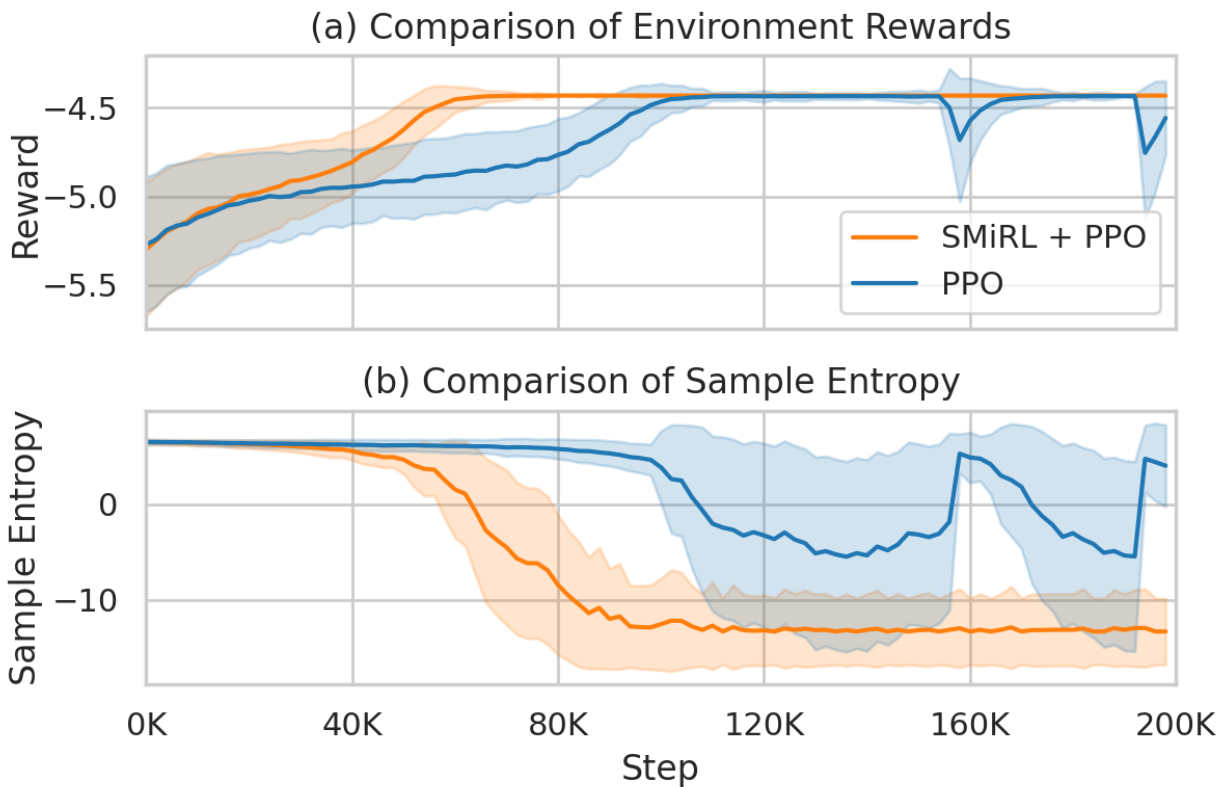 (a) Comparison of Environment Rewards
Reward
−4.5
−5.0
−5.5
SMiRL + PPO
PPO
(b) Comparison of Sample Entropy
Sample Entropy
0
−10
0K 40K 80K 120K 160K 200K
Step